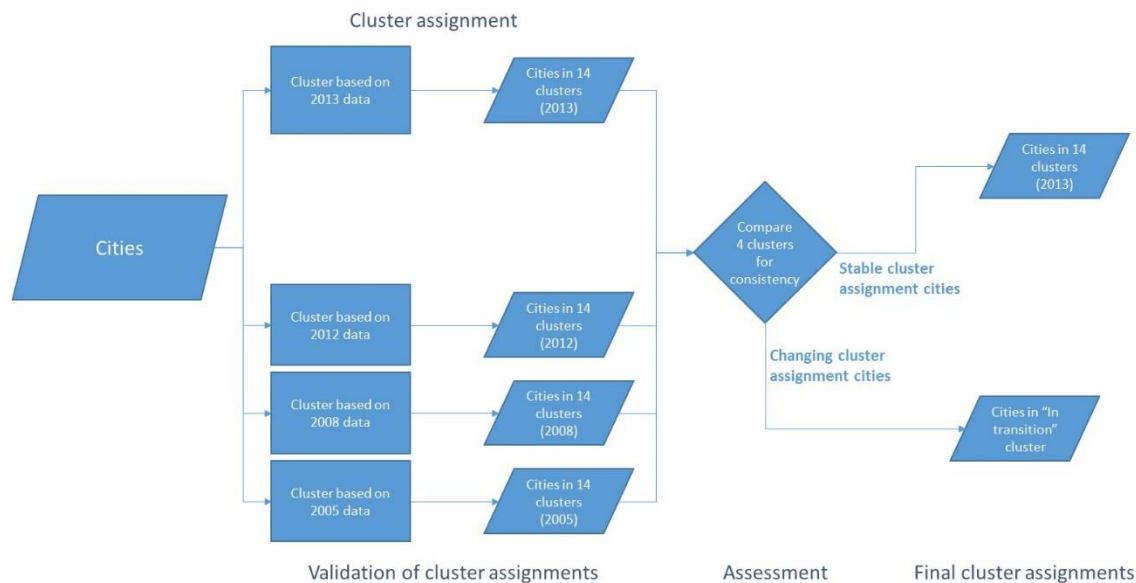 Cluster assignment
Cluster based on
2013 data
Cities in 14
clusters
(2013)
Cities in 14
clusters
(2013)
Cities
Compare
4 clusters
for
consistency
Stable cluster
assignment cities
Cluster based on
2012 data
Cities in 14
clusters
(2012)
Changing cluster
assignment cities
Cluster based on
2008 data
Cities in 14
clusters
(2008)
Cities in “In
transition”
cluster
Cluster based on
2005 data
Cities in 14
clusters
(2005)
Validation of cluster assignments
Assessment
Final cluster assignments